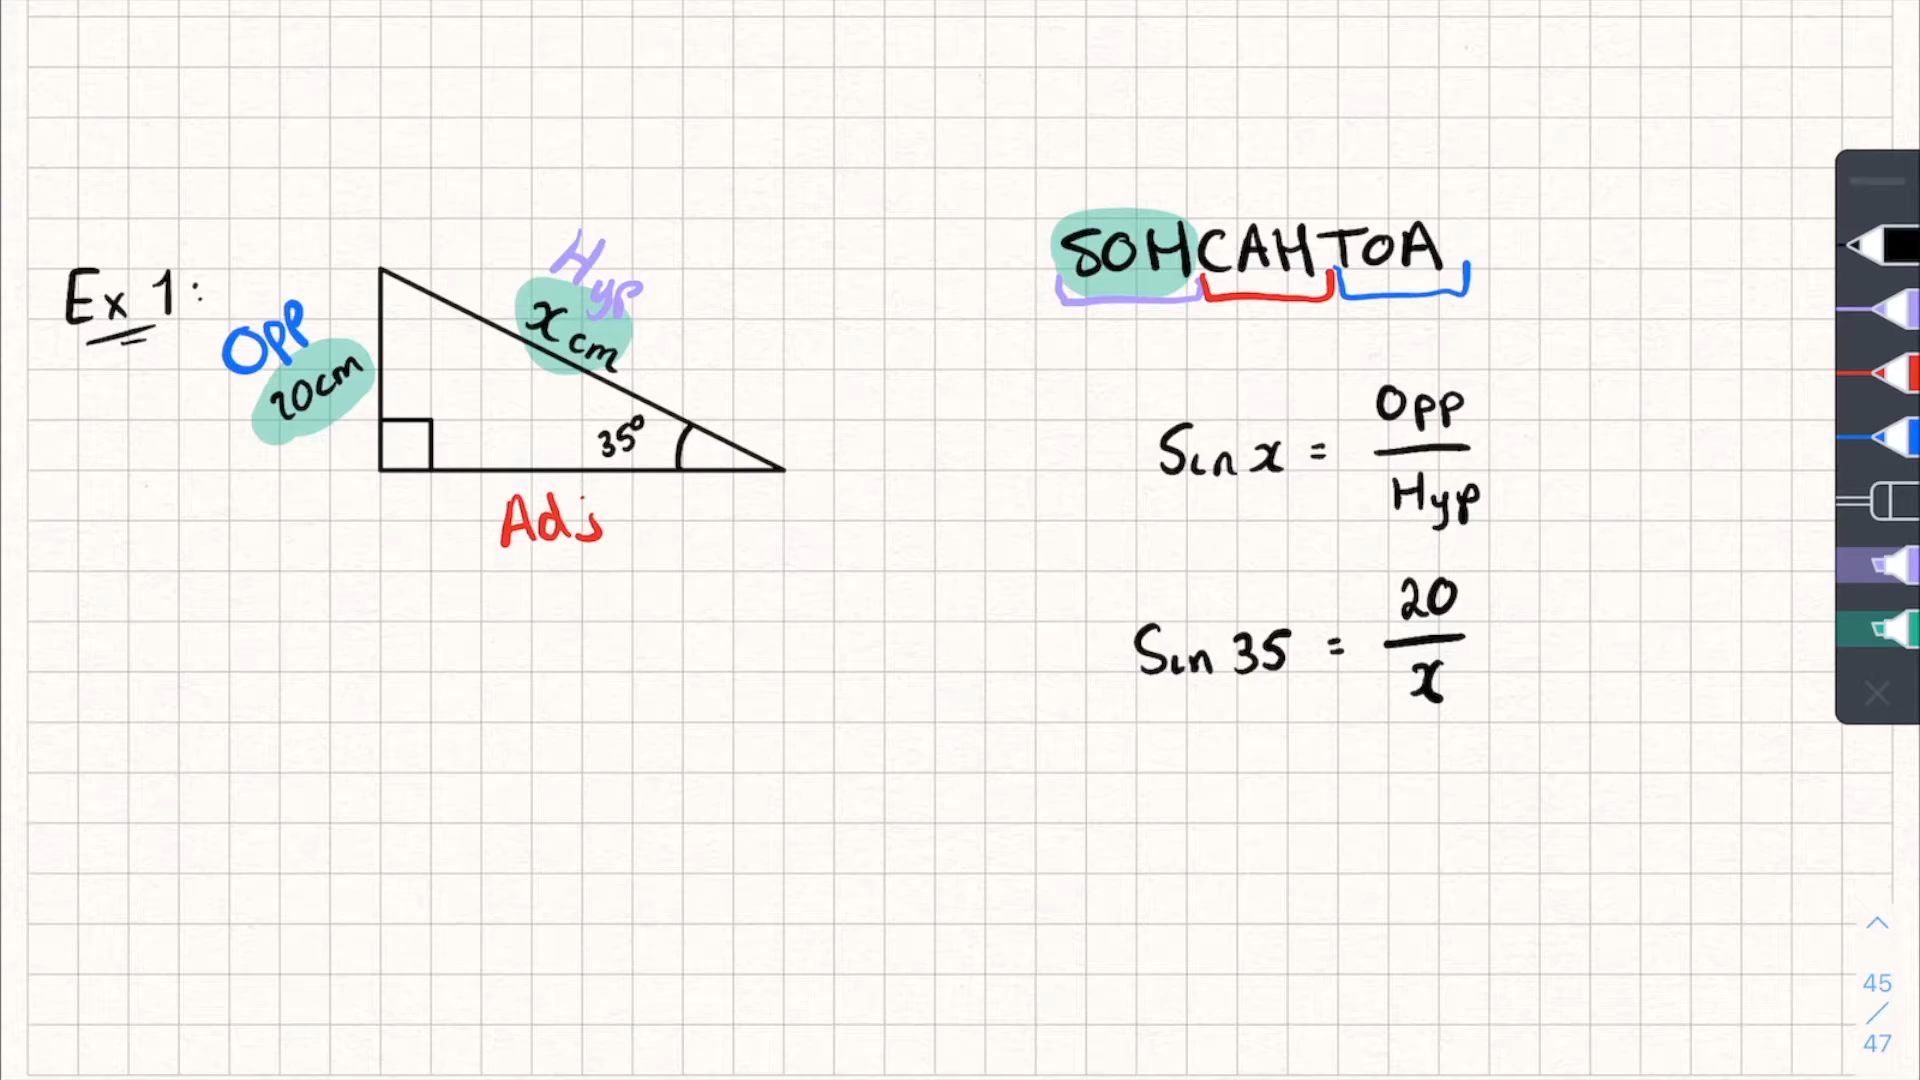 Ex 1:
Opp
20cm
Hyp
x cm
35°
Adj
SOHCAHTOA
Sin x = Opp / Hyp
Sin 35 = 20 / x
45
/
47